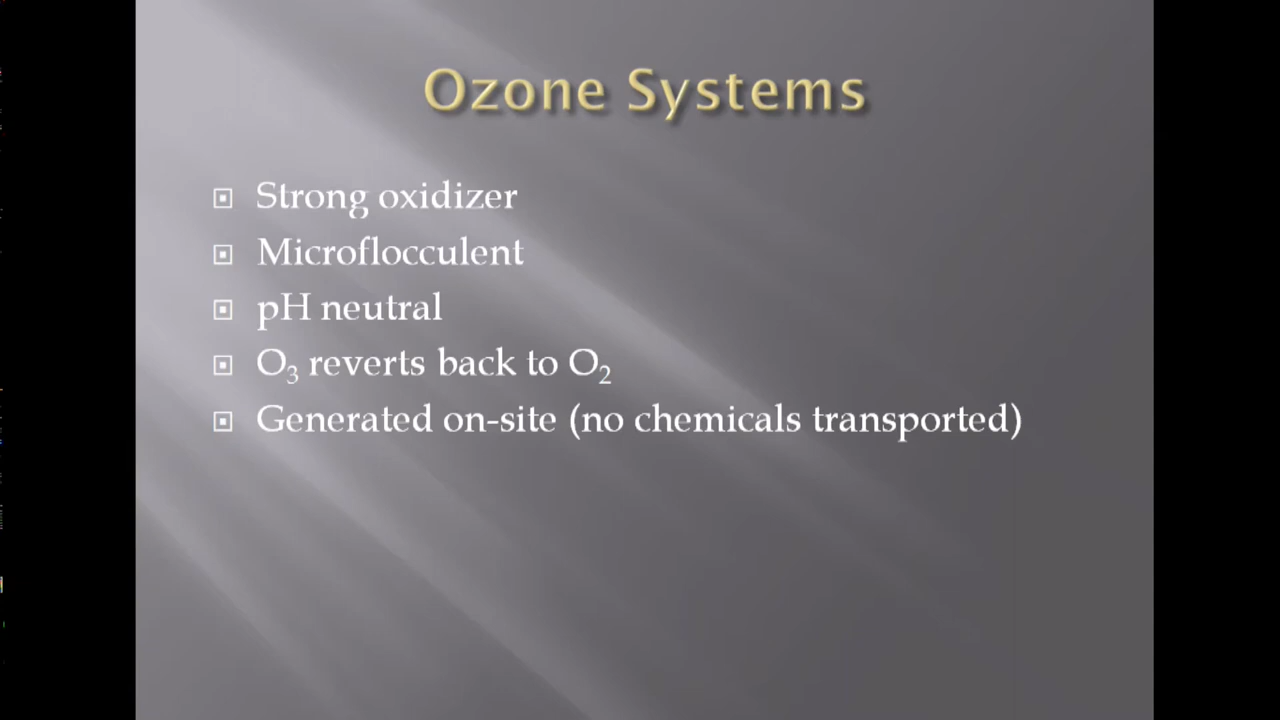 Ozone Systems
Strong oxidizer
Microflocculent
pH neutral
O₃ reverts back to O₂
Generated on-site (no chemicals transported)